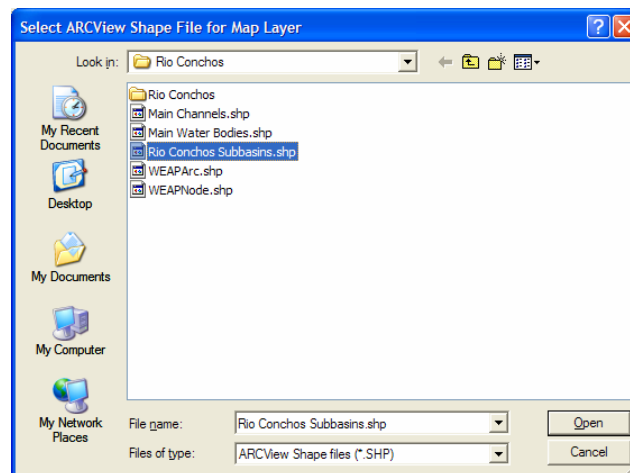 Select ARCView Shape File for Map Layer
Look in:
Rio Conchos
My Recent
Documents
Desktop
My Documents
My Computer
My Network
Places
Rio Conchos
Main Channels.shp
Main Water Bodies.shp
Rio Conchos Subbasins.shp
WEAPArc.shp
WEAPNode.shp
File name:
Rio Conchos Subbasins.shp
Open
Files of type:
ARCView Shape files (*.SHP)
Cancel